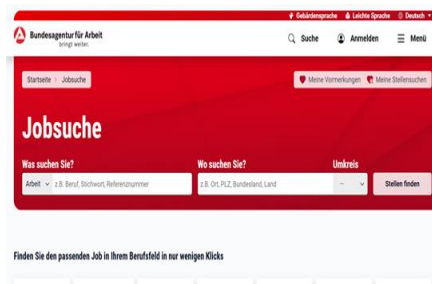 Gebärdensprache Leichte Sprache Deutsch
Bundesagentur für Arbeit
bringt weiter.
Suche Anmelden Menü
Startseite Jobsuche
Meine Vormerkungen Meine Stellensuchen
Jobsuche
Was suchen Sie? Wo suchen Sie? Umkreis
Arbeit z.B. Beruf, Stichwort, Referenznummer z.B. Ort, PLZ, Bundesland, Land -- Stellen finden
Finden Sie den passenden Job in Ihrem Berufsfeld in nur wenigen Klicks